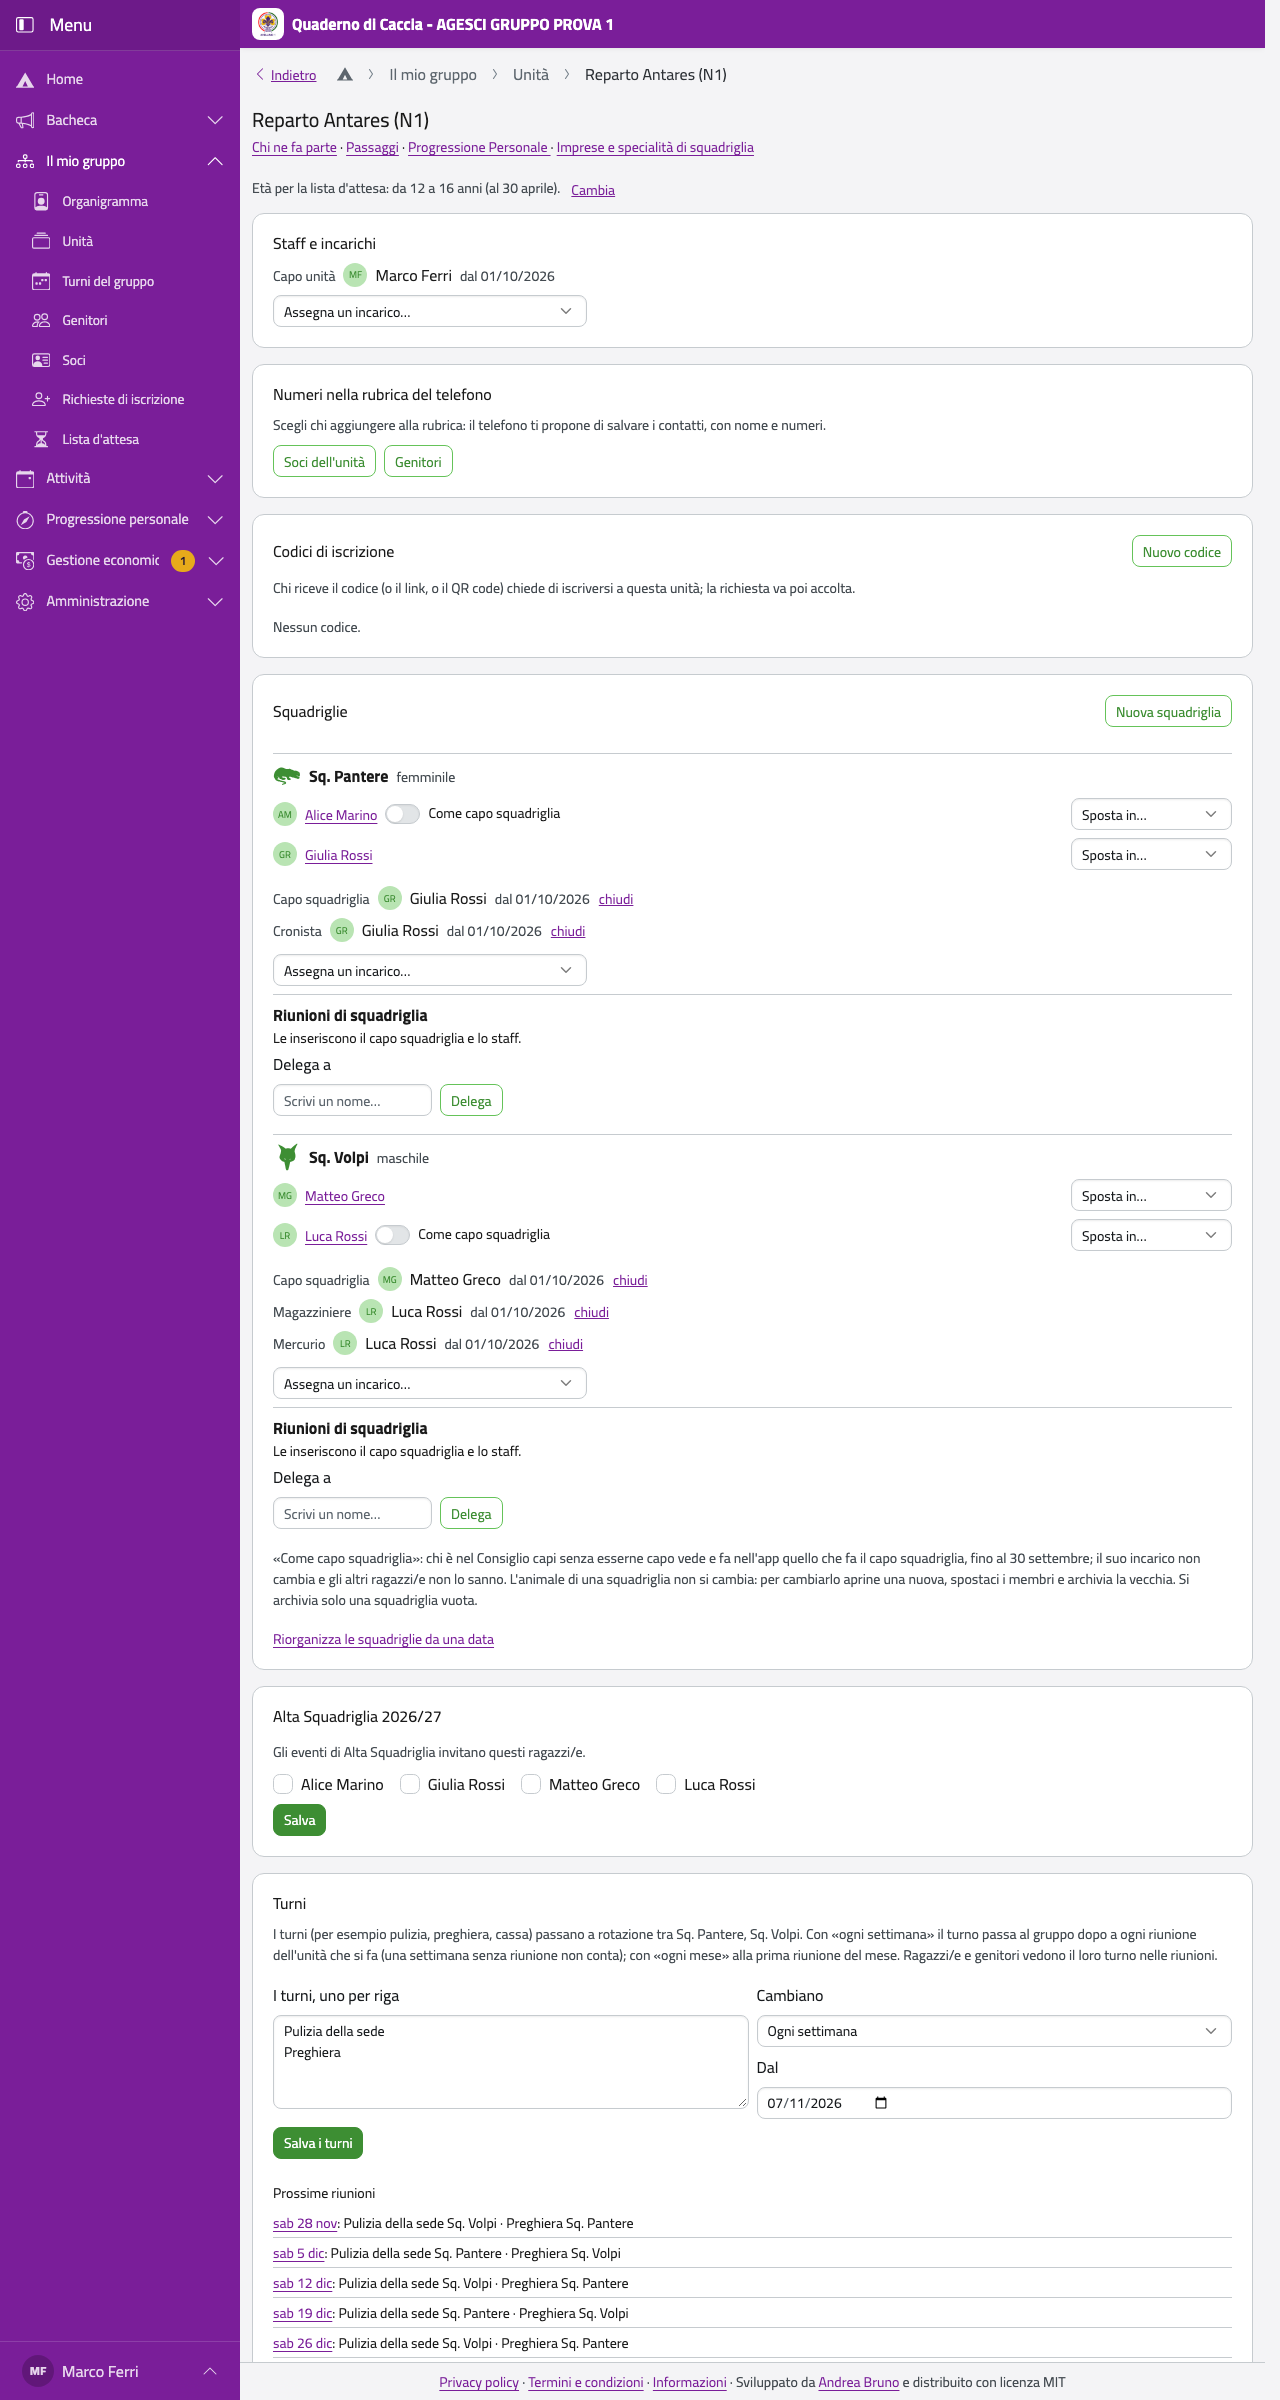 Menu
Quaderno di Caccia - AGESCI GRUPPO PROVA 1
Home
Bacheca
Il mio gruppo
Organigramma
Unità
Turni del gruppo
Genitori
Soci
Richieste di iscrizione
Lista d'attesa
Attività
Progressione personale
Gestione economic 1
Amministrazione
MF Marco Ferri
Indietro Il mio gruppo Unità Reparto Antares (N1)
Reparto Antares (N1)
Chi ne fa parte · Passaggi · Progressione Personale · Imprese e specialità di squadriglia
Età per la lista d'attesa: da 12 a 16 anni (al 30 aprile). Cambia
Staff e incarichi
Capo unità MF Marco Ferri dal 01/10/2026
Assegna un incarico...
Numeri nella rubrica del telefono
Scegli chi aggiungere alla rubrica: il telefono ti propone di salvare i contatti, con nome e numeri.
Soci dell'unità Genitori
Codici di iscrizione Nuovo codice
Chi riceve il codice (o il link, o il QR code) chiede di iscriversi a questa unità; la richiesta va poi accolta.
Nessun codice.
Squadriglie Nuova squadriglia
Sq. Pantere femminile
AM Alice Marino Come capo squadriglia Sposta in...
GR Giulia Rossi Sposta in...
Capo squadriglia GR Giulia Rossi dal 01/10/2026 chiudi
Cronista GR Giulia Rossi dal 01/10/2026 chiudi
Assegna un incarico...
Riunioni di squadriglia
Le inseriscono il capo squadriglia e lo staff.
Delega a
Scrivi un nome... Delega
Sq. Volpi maschile
MG Matteo Greco Sposta in...
LR Luca Rossi Come capo squadriglia Sposta in...
Capo squadriglia MG Matteo Greco dal 01/10/2026 chiudi
Magazziniere LR Luca Rossi dal 01/10/2026 chiudi
Mercurio LR Luca Rossi dal 01/10/2026 chiudi
Assegna un incarico...
Riunioni di squadriglia
Le inseriscono il capo squadriglia e lo staff.
Delega a
Scrivi un nome... Delega
«Come capo squadriglia»: chi è nel Consiglio capi senza esserne capo vede e fa nell'app quello che fa il capo squadriglia, fino al 30 settembre; il suo incarico non
cambia e gli altri ragazzi/e non lo sanno. L'animale di una squadriglia non si cambia: per cambiarlo aprine una nuova, spostaci i membri e archivia la vecchia. Si
archivia solo una squadriglia vuota.
Riorganizza le squadriglie da una data
Alta Squadriglia 2026/27
Gli eventi di Alta Squadriglia invitano questi ragazzi/e.
Alice Marino Giulia Rossi Matteo Greco Luca Rossi
Salva
Turni
I turni (per esempio pulizia, preghiera, cassa) passano a rotazione tra Sq. Pantere, Sq. Volpi. Con «ogni settimana» il turno passa al gruppo dopo a ogni riunione
dell'unità che si fa (una settimana senza riunione non conta); con «ogni mese» alla prima riunione del mese. Ragazzi/e e genitori vedono il loro turno nelle riunioni.
I turni, uno per riga
Pulizia della sede
Preghiera
Cambiano
Ogni settimana
Dal
07/11/2026
Salva i turni
Prossime riunioni
sab 28 nov: Pulizia della sede Sq. Volpi · Preghiera Sq. Pantere
sab 5 dic: Pulizia della sede Sq. Pantere · Preghiera Sq. Volpi
sab 12 dic: Pulizia della sede Sq. Volpi · Preghiera Sq. Pantere
sab 19 dic: Pulizia della sede Sq. Pantere · Preghiera Sq. Volpi
sab 26 dic: Pulizia della sede Sq. Volpi · Preghiera Sq. Pantere
Privacy policy · Termini e condizioni · Informazioni · Sviluppato da Andrea Bruno e distribuito con licenza MIT